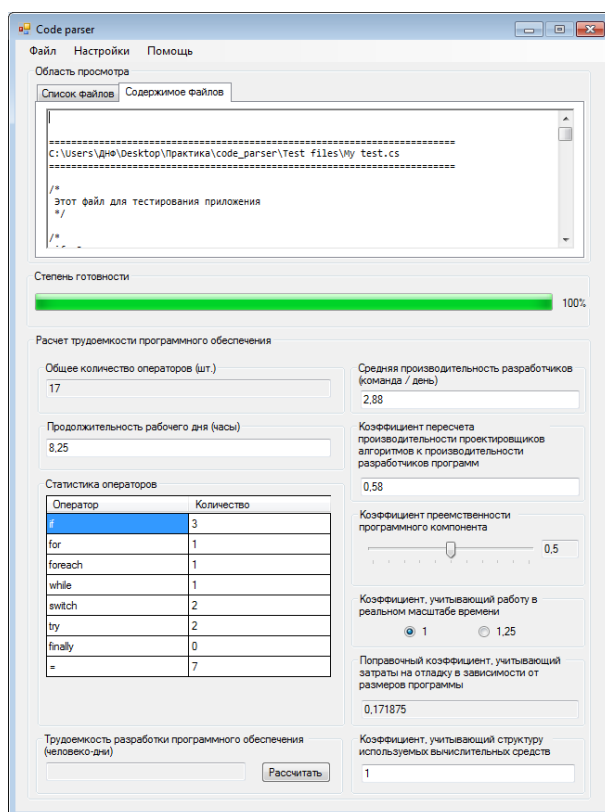 Code parser
Файл Настройки Помощь
Область просмотра
Список файлов Содержимое файлов
========================================================================
C:\Users\ДНФ\Desktop\Практика\code_parser\Test files\My test.cs
========================================================================
/*
Этот файл для тестирования приложения
*/
/*
Степень готовности
100%
Расчет трудоемкости программного обеспечения
Общее количество операторов (шт.)
17
Продолжительность рабочего дня (часы)
8,25
Статистика операторов
Оператор Количество
if 3
for 1
foreach 1
while 1
switch 2
try 2
finally 0
= 7
Трудоемкость разработки программного обеспечения
(человеко-дни)
Рассчитать
Средняя производительность разработчиков
(команда / день)
2,88
Коэффициент пересчета
производительности проектировщиков
алгоритмов к производительности
разработчиков программ
0,58
Коэффициент преемственности
программного компонента
0,5
Коэффициент, учитывающий работу в
реальном масштабе времени
1 1,25
Поправочный коэффициент, учитывающий
затраты на отладку в зависимости от
размеров программы
0,171875
Коэффициент, учитывающий структуру
используемых вычислительных средств
1